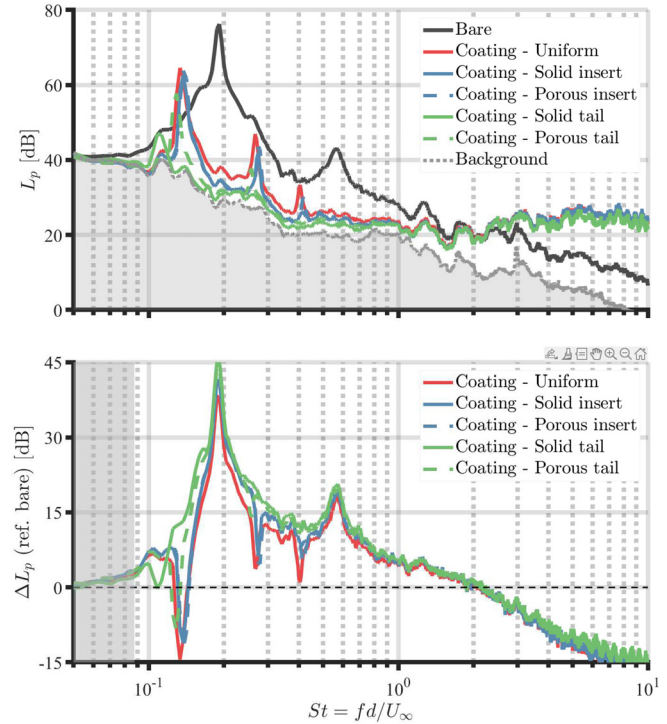 80
60
40
20
0
L_p [dB]
Bare
Coating - Uniform
Coating - Solid insert
Coating - Porous insert
Coating - Solid tail
Coating - Porous tail
Background
45
30
15
0
-15
ΔL_p (ref. bare) [dB]
Coating - Uniform
Coating - Solid insert
Coating - Porous insert
Coating - Solid tail
Coating - Porous tail
10^-1
10^0
10^1
St = fd/U_∞